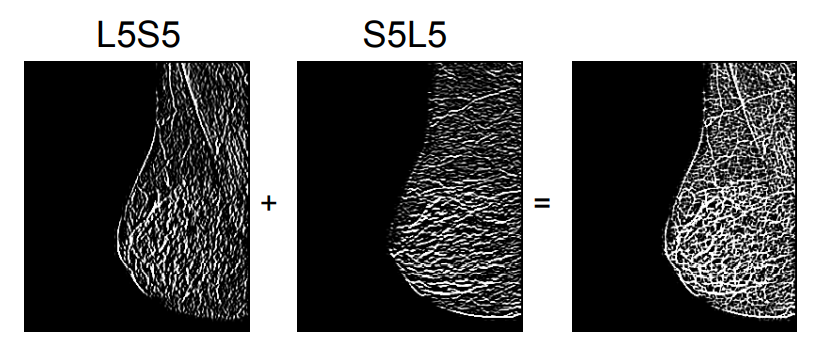 L5S5 S5L5
+ =